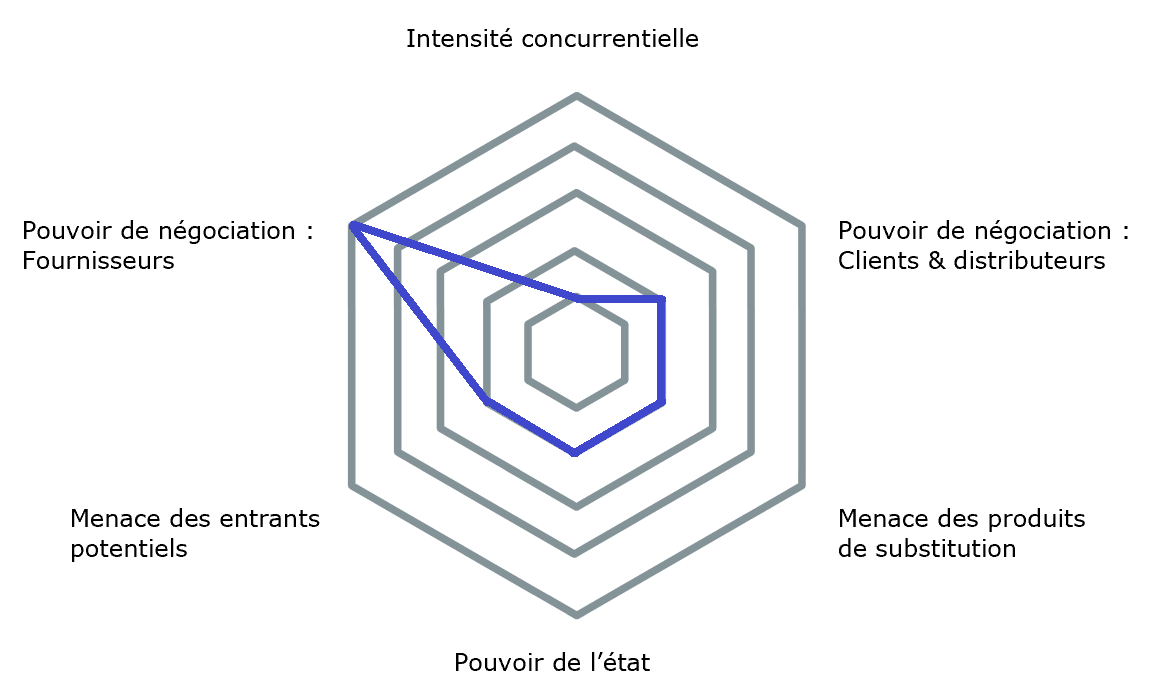 Intensité concurrentielle
Pouvoir de négociation :
Fournisseurs
Pouvoir de négociation :
Clients & distributeurs
Menace des entrants
potentiels
Menace des produits
de substitution
Pouvoir de l’état